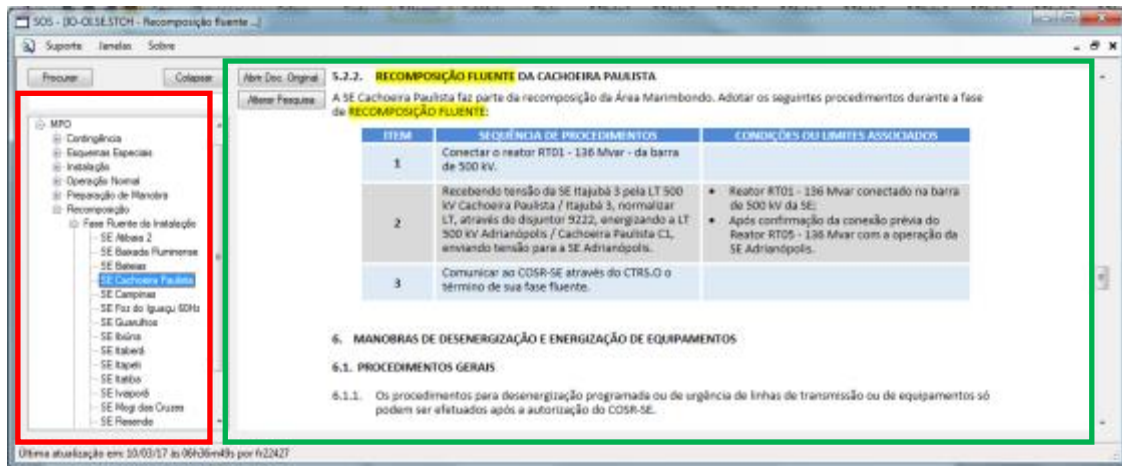 SOS - [IO-OI.SE.STCH - Recomposição fluente ...]
Suporte Janelas Sobre
Procurar Colapsar
MPO
Contingência
Esquemas Especiais
Instalação
Operação Normal
Preparação de Manobra
Recomposição
Fase Fluente da Instalação
SE Atibaia 2
SE Baixada Fluminense
SE Bateias
SE Cachoeira Paulista
SE Campinas
SE Foz do Iguaçu 60Hz
SE Guarulhos
SE Ibiúna
SE Itaberá
SE Itapeti
SE Itatiba
SE Ivaiporã
SE Mogi das Cruzes
SE Resende
Abrir Doc. Original
Alterar Pesquisa
5.2.2. RECOMPOSIÇÃO FLUENTE DA CACHOEIRA PAULISTA
A SE Cachoeira Paulista faz parte da recomposição da Área Marimbondo. Adotar os seguintes procedimentos durante a fase
de RECOMPOSIÇÃO FLUENTE:
ITEM SEQUÊNCIA DE PROCEDIMENTOS CONDIÇÕES OU LIMITES ASSOCIADOS
1
Conectar o reator RT01 - 136 Mvar - da barra
de 500 kV.
2
Recebendo tensão da SE Itajubá 3 pela LT 500
kV Cachoeira Paulista / Itajubá 3, normalizar
LT, através do disjuntor 9222, energizando a LT
500 kV Adrianópolis / Cachoeira Paulista C1,
enviando tensão para a SE Adrianópolis.
• Reator RT01 - 136 Mvar conectado na barra
de 500 kV da SE;
• Após confirmação da conexão prévia do
Reator RT05 - 136 Mvar com a operação da
SE Adrianópolis.
3
Comunicar ao COSR-SE através do CTRS.O o
término de sua fase fluente.
6. MANOBRAS DE DESENERGIZAÇÃO E ENERGIZAÇÃO DE EQUIPAMENTOS
6.1. PROCEDIMENTOS GERAIS
6.1.1. Os procedimentos para desenergização programada ou de urgência de linhas de transmissão ou de equipamentos só
podem ser efetuados após a autorização do COSR-SE.
Última atualização em: 10/03/17 às 06h36m49s por fr22427